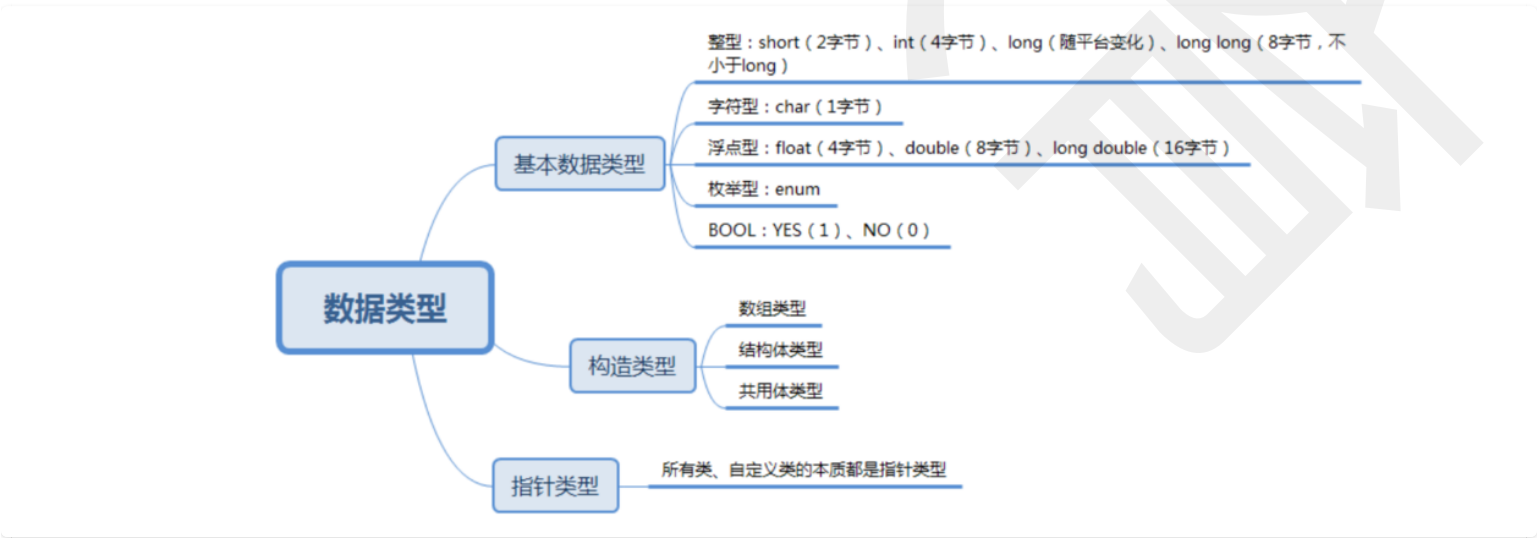 整型：short（2字节）、int（4字节）、long（随平台变化）、long long（8字节，不
小于long）
字符型：char（1字节）
浮点型：float（4字节）、double（8字节）、long double（16字节）
基本数据类型
枚举型：enum
BOOL：YES（1）、NO（0）
数据类型
数组类型
结构体类型
构造类型
共用体类型
所有类、自定义类的本质都是指针类型
指针类型